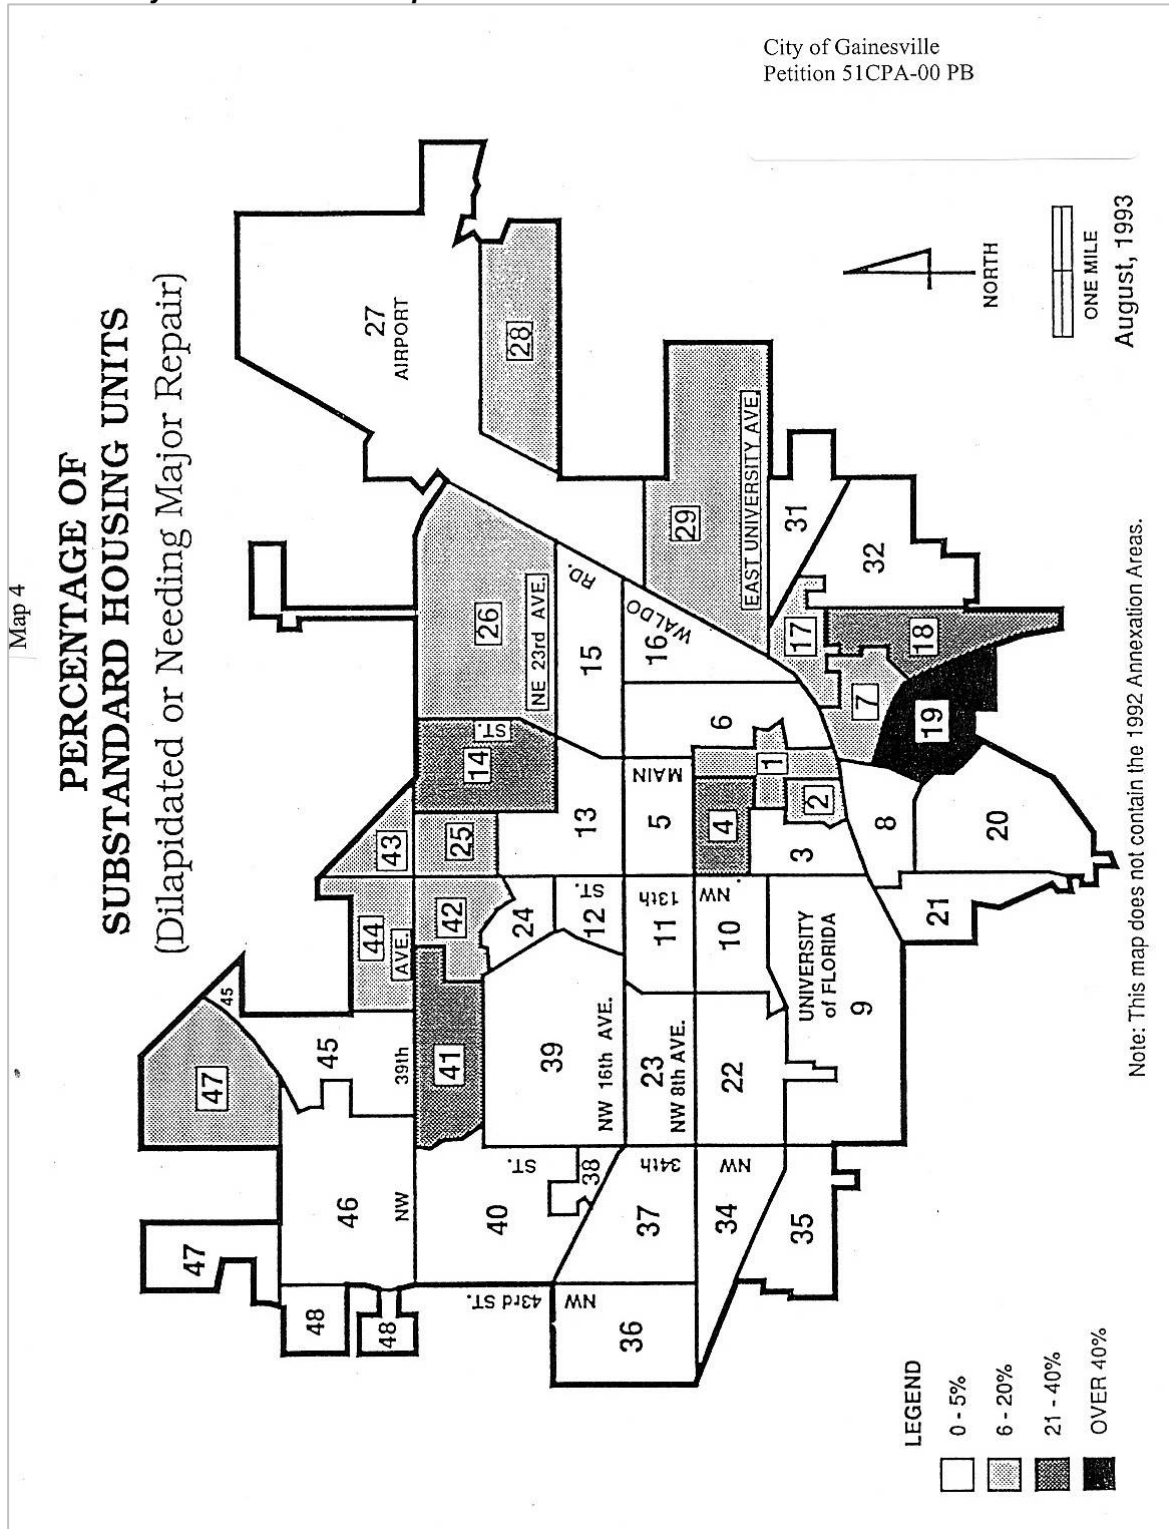 City of Gainesville
Petition 51CPA-00 PB
Map 4
PERCENTAGE OF
SUBSTANDARD HOUSING UNITS
(Dilapidated or Needing Major Repair)
47
45
47
48
48
46
45
44
43
27
AIRPORT
NW
39th
AVE.
41
42
25
14
ST.
26
28
NW
43rd ST.
40
ST.
38
39
24
12
ST.
13
15
NE 23rd AVE.
RD.
WALDO
16
NW 16th AVE.
36
37
34th
NW
23
NW 8th AVE.
11
13th
NW
5
MAIN
6
29
EAST UNIVERSITY AVE.
34
22
10
4
1
2
3
35
UNIVERSITY
of FLORIDA
9
8
7
17
31
32
18
19
20
21
LEGEND
0 - 5%
6 - 20%
21 - 40%
OVER 40%
NORTH
ONE MILE
August, 1993
Note: This map does not contain the 1992 Annexation Areas.